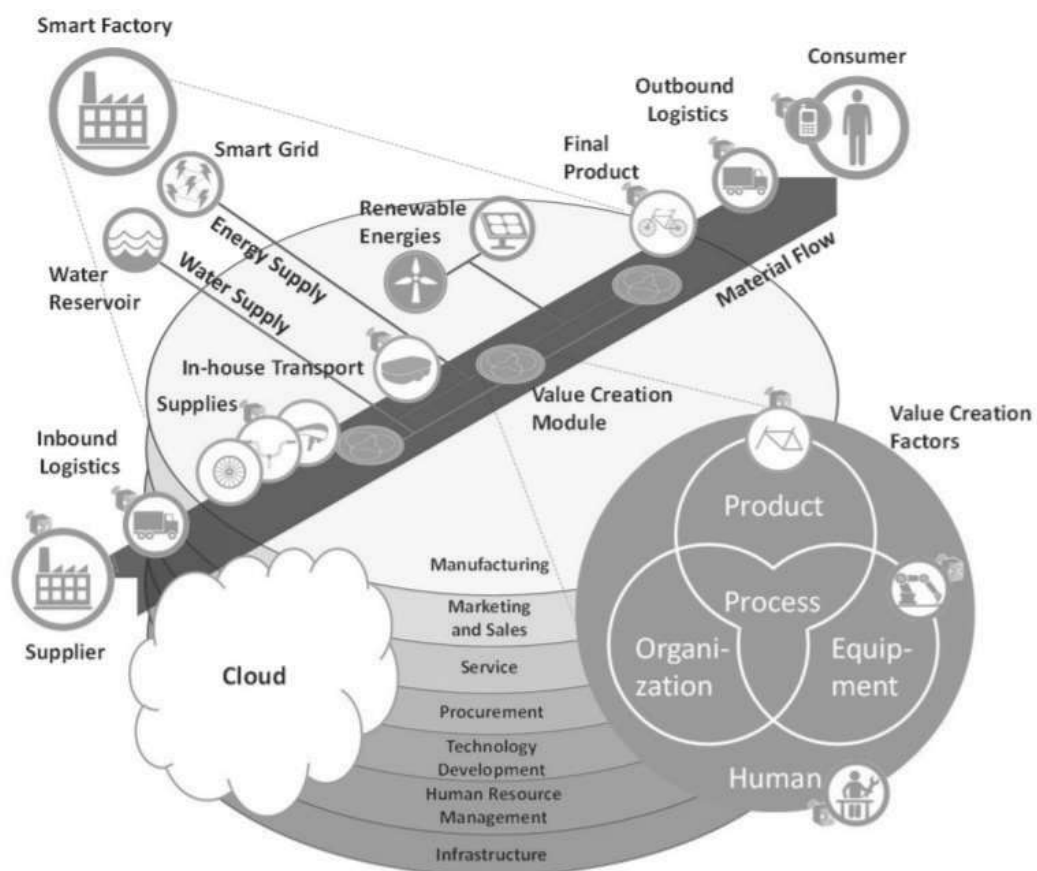 Smart Factory
Consumer
Outbound
Logistics
Final
Product
Smart Grid
Renewable
Energies
Energy Supply
Water
Reservoir
Water Supply
Material Flow
In-house Transport
Supplies
Value Creation
Module
Inbound
Logistics
Value Creation
Factors
Product
Process
Organi-
zation
Equip-
ment
Human
Supplier
Cloud
Manufacturing
Marketing
and Sales
Service
Procurement
Technology
Development
Human Resource
Management
Infrastructure